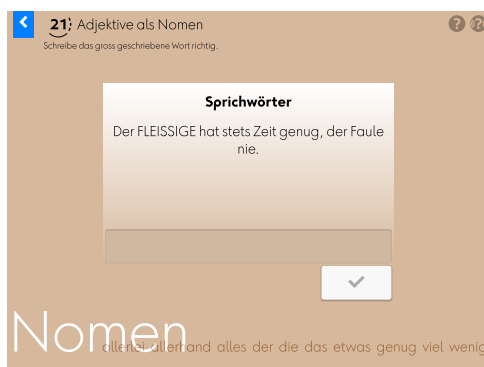 21 Adjektive als Nomen
Schreibe das gross geschriebene Wort richtig.
Sprichwörter
Der FLEISSIGE hat stets Zeit genug, der Faule
nie.
Nomen
allerlei allerhand alles der die das etwas genug viel wenig